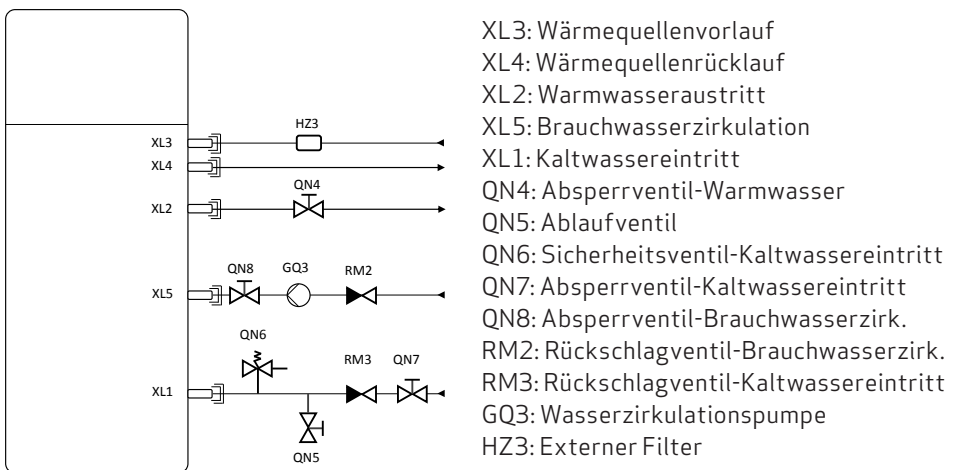 XL3: Wärmequellenvorlauf
XL4: Wärmequellenrücklauf
XL2: Warmwasseraustritt
XL5: Brauchwasserzirkulation
XL1: Kaltwassereintritt
QN4: Absperrventil-Warmwasser
QN5: Ablaufventil
QN6: Sicherheitsventil-Kaltwassereintritt
QN7: Absperrventil-Kaltwassereintritt
QN8: Absperrventil-Brauchwasserzirk.
RM2: Rückschlagventil-Brauchwasserzirk.
RM3: Rückschlagventil-Kaltwassereintritt
GQ3: Wasserzirkulationspumpe
HZ3: Externer Filter
HZ3
XL3
XL4
QN4
XL2
QN8 GQ3 RM2
XL5
QN6
RM3 QN7
XL1
QN5